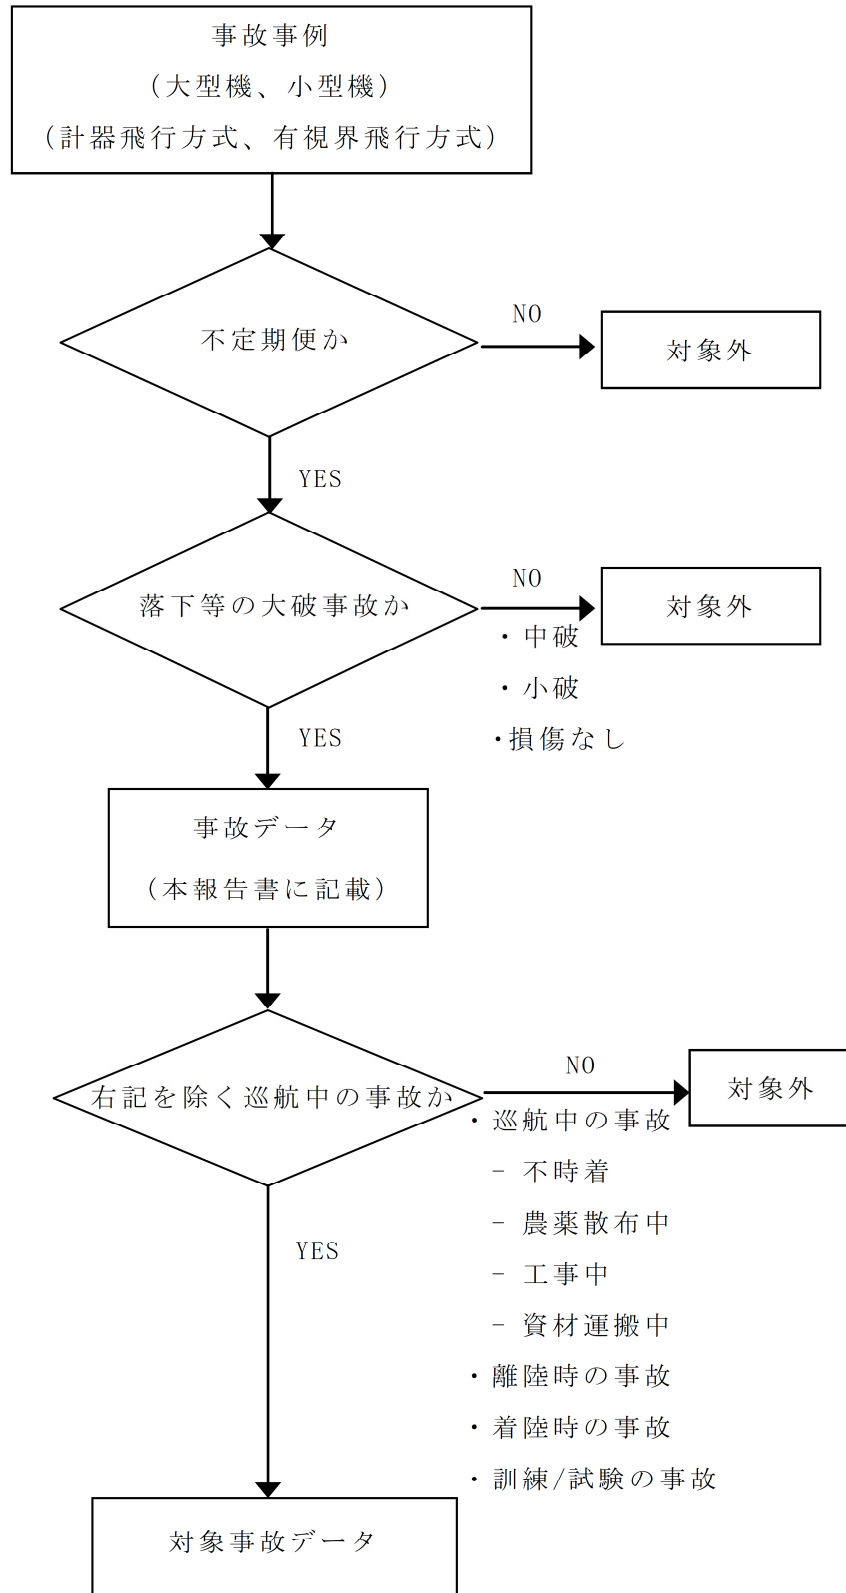 事故事例
（大型機、小型機）
（計器飛行方式、有視界飛行方式）
不定期便か
NO
対象外
YES
落下等の大破事故か
NO
対象外
・中破
・小破
・損傷なし
YES
事故データ
（本報告書に記載）
右記を除く巡航中の事故か
NO
対象外
・巡航中の事故
－ 不時着
－ 農薬散布中
－ 工事中
－ 資材運搬中
・離陸時の事故
・着陸時の事故
・訓練/試験の事故
YES
対象事故データ